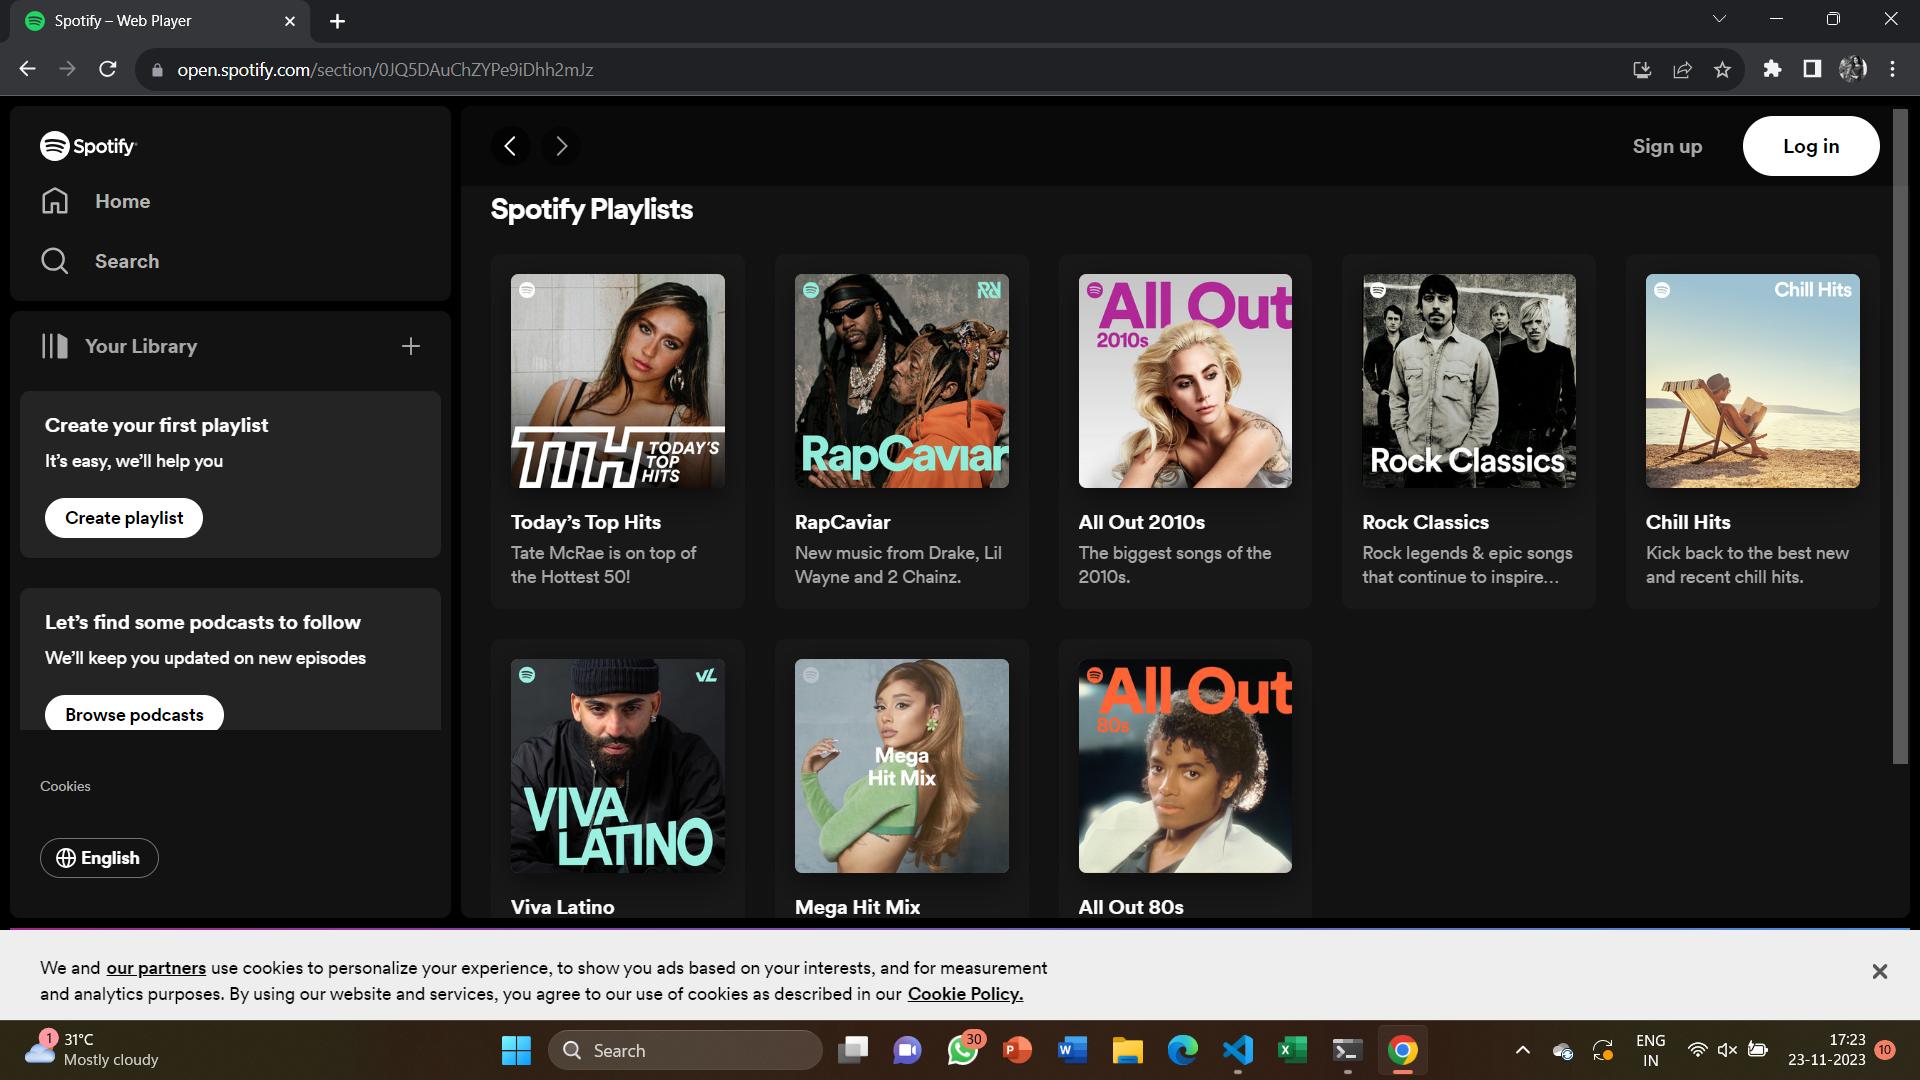 Spotify – Web Player
open.spotify.com/section/0JQ5DAuChZYPe9iDhh2mJz
Spotify
Home
Search
Your Library
Create your first playlist
It's easy, we'll help you
Create playlist
Let's find some podcasts to follow
We'll keep you updated on new episodes
Browse podcasts
Cookies
English
Sign up
Log in
Spotify Playlists
TTH TODAY'S
TOP
HITS
Today's Top Hits
Tate McRae is on top of
the Hottest 50!
RapCaviar
RapCaviar
New music from Drake, Lil
Wayne and 2 Chainz.
All Out
2010s
All Out 2010s
The biggest songs of the
2010s.
Rock Classics
Rock Classics
Rock legends & epic songs
that continue to inspire...
Chill Hits
Chill Hits
Kick back to the best new
and recent chill hits.
VL
VIVA
LATINO
Viva Latino
Mega
Hit Mix
Mega Hit Mix
All Out
80s
All Out 80s
We and our partners use cookies to personalize your experience, to show you ads based on your interests, and for measurement
and analytics purposes. By using our website and services, you agree to our use of cookies as described in our Cookie Policy.
1
31°C
Mostly cloudy
Search
30
ENG
IN
17:23
23-11-2023
10